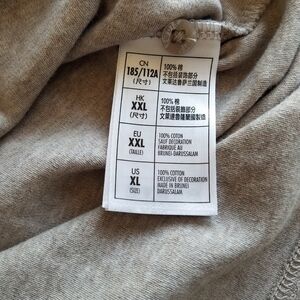 CN
185/112A
(尺寸)
100% 棉
不包括装饰部分
文莱达鲁萨兰国制造
HK
XXL
(尺寸)
100% 棉
不包括裝飾部分
文萊達魯薩蘭國製造
EU
XXL
(TAILLE)
100% COTON
SAUF DECORATION
FABRIQUE AU
BRUNEI-DARUSSALAM
US
XL
(SIZE)
100% COTTON
EXCLUSIVE OF DECORATION
MADE IN BRUNEI
DARUSSALAM